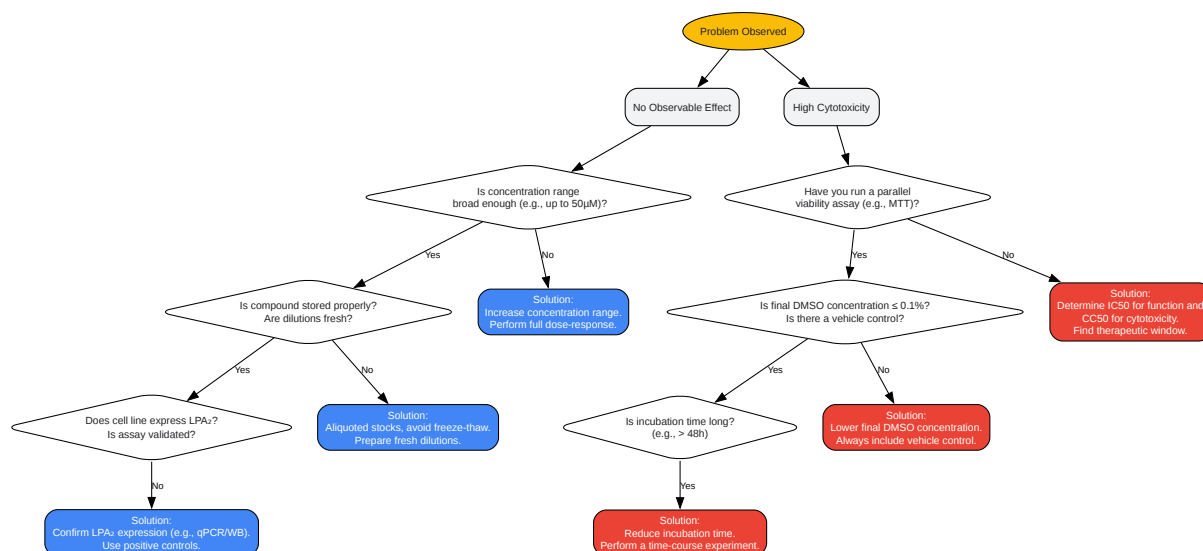 Problem Observed
No Observable Effect
High Cytotoxicity
Is concentration range
broad enough (e.g., up to 50µM)?
Have you run a parallel
viability assay (e.g., MTT)?
Yes
No
Yes
No
Is compound stored properly?
Are dilutions fresh?
Solution:
Increase concentration range.
Perform full dose-response.
Is final DMSO concentration ≤ 0.1%?
Is there a vehicle control?
Solution:
Determine IC50 for function and
CC50 for cytotoxicity.
Find therapeutic window.
Yes
No
Yes
No
Does cell line express LPA₂?
Is assay validated?
Solution:
Aliquoted stocks, avoid freeze-thaw.
Prepare fresh dilutions.
Is incubation time long?
(e.g., > 48h)
Solution:
Lower final DMSO concentration.
Always include vehicle control.
No
Yes
Solution:
Confirm LPA₂ expression (e.g., qPCR/WB).
Use positive controls.
Solution:
Reduce incubation time.
Perform a time-course experiment.